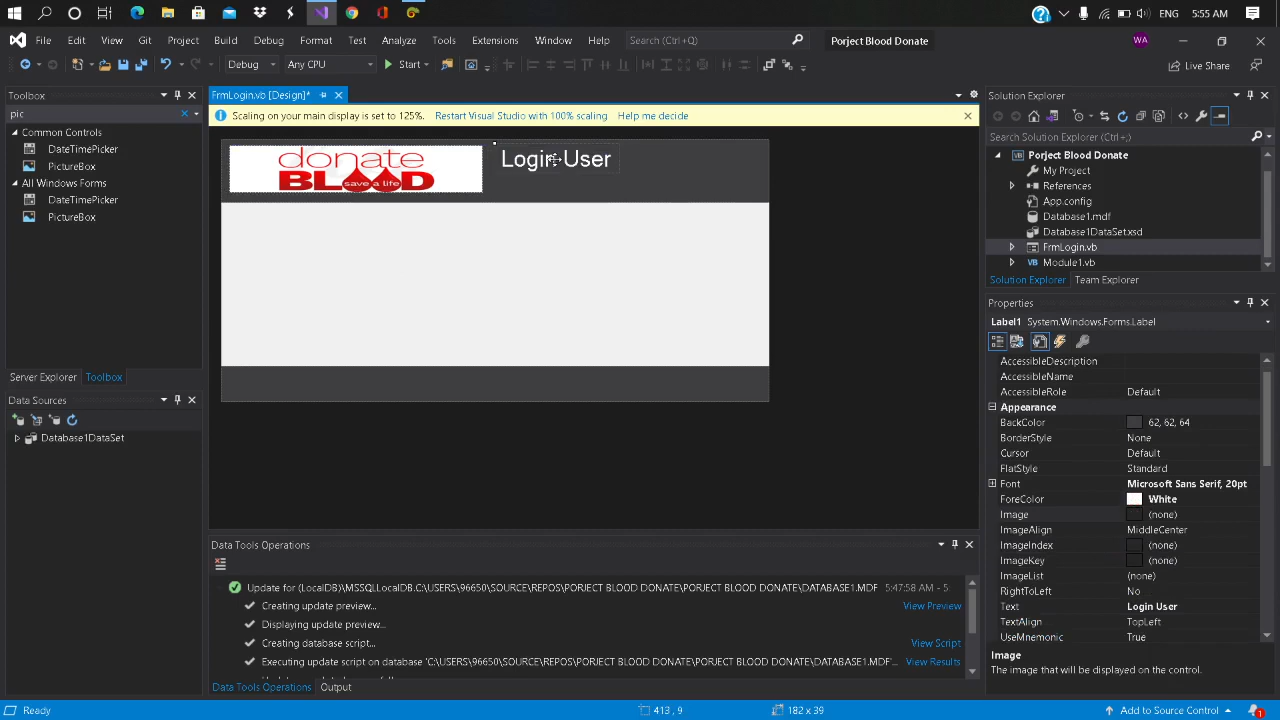 ENG
5:55 AM
File Edit View Git Project Build Debug Format Test Analyze Tools Extensions Window Help Search (Ctrl+Q) Porject Blood Donate WA
Debug Any CPU Start Live Share
Toolbox
pic
Common Controls
DateTimePicker
PictureBox
All Windows Forms
DateTimePicker
PictureBox
Server Explorer Toolbox
Data Sources
Database1DataSet
FrmLogin.vb [Design]*
Scaling on your main display is set to 125%. Restart Visual Studio with 100% scaling Help me decide
donate
BLOOD
save a life
Login User
Data Tools Operations
Update for (LocalDB)\MSSQLLocalDB.C:\USERS\96650\SOURCE\REPOS\PORJECT BLOOD DONATE\PORJECT BLOOD DONATE\DATABASE1.MDF 5:47:58 AM - 5:
Creating update preview... View Preview
Displaying update preview...
Creating database script... View Script
Executing update script on database 'C:\USERS\96650\SOURCE\REPOS\PORJECT BLOOD DONATE\PORJECT BLOOD DONATE\DATABASE1.MDF'... View Results
Data Tools Operations Output
Solution Explorer
Search Solution Explorer (Ctrl+;)
Porject Blood Donate
My Project
References
App.config
Database1.mdf
Database1DataSet.xsd
FrmLogin.vb
Module1.vb
Solution Explorer Team Explorer
Properties
Label1 System.Windows.Forms.Label
AccessibleDescription
AccessibleName
AccessibleRole Default
Appearance
BackColor 62, 62, 64
BorderStyle None
Cursor Default
FlatStyle Standard
Font Microsoft Sans Serif, 20pt
ForeColor White
Image (none)
ImageAlign MiddleCenter
ImageIndex (none)
ImageKey (none)
ImageList (none)
RightToLeft No
Text Login User
TextAlign TopLeft
UseMnemonic True
Image
The image that will be displayed on the control.
Ready 413 , 9 182 x 39 Add to Source Control 1